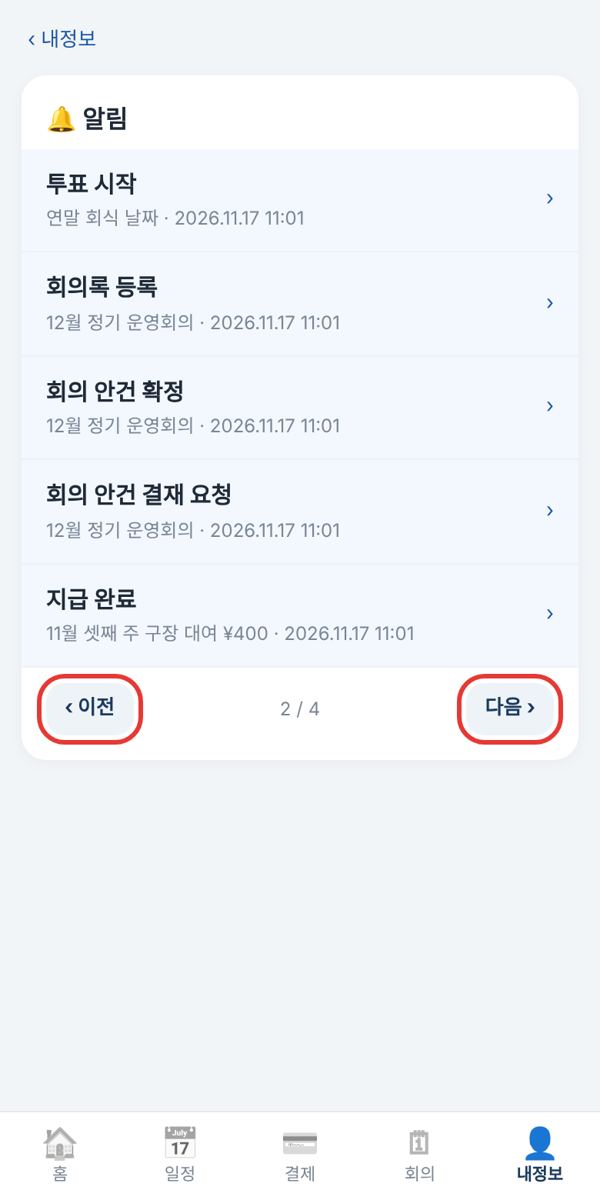 ‹ 내정보
🔔 알림
투표 시작
연말 회식 날짜 · 2026.11.17 11:01
›
회의록 등록
12월 정기 운영회의 · 2026.11.17 11:01
›
회의 안건 확정
12월 정기 운영회의 · 2026.11.17 11:01
›
회의 안건 결재 요청
12월 정기 운영회의 · 2026.11.17 11:01
›
지급 완료
11월 셋째 주 구장 대여 ¥400 · 2026.11.17 11:01
›
‹ 이전 2 / 4 다음 ›
July
17
홈 일정 결제 회의 내정보